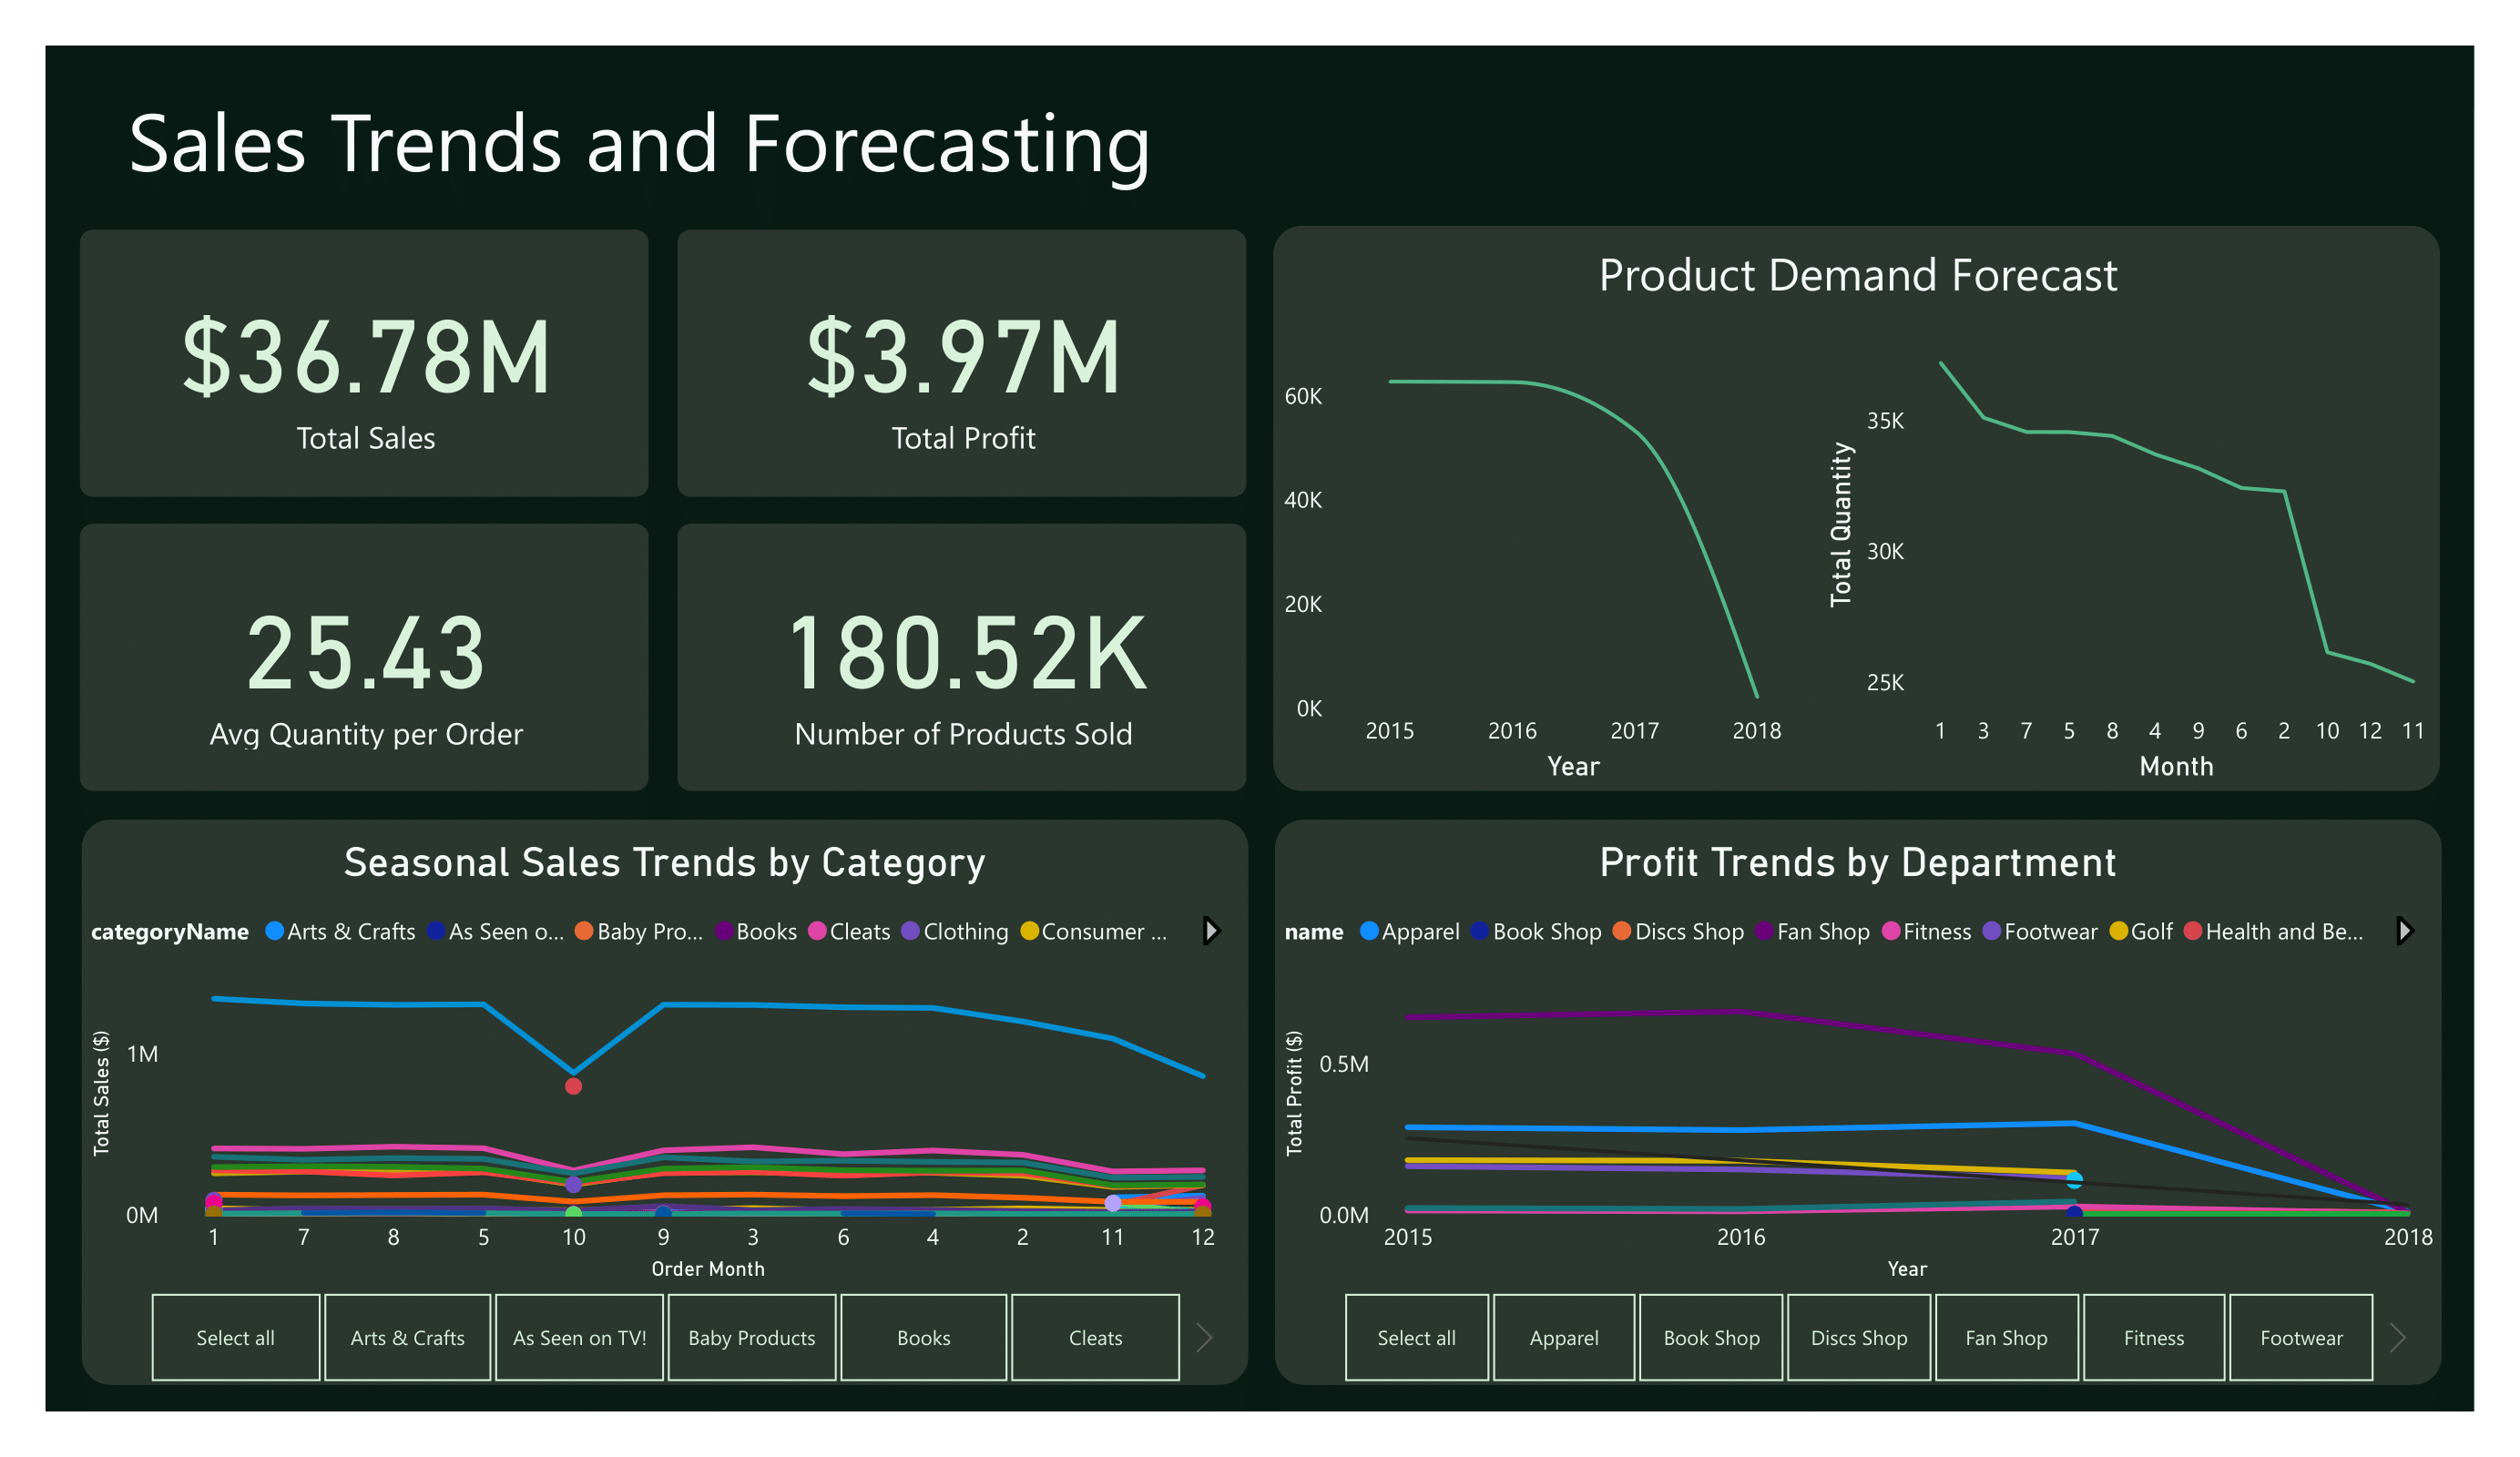 Sales Trends and Forecasting
$36.78M
Total Sales
$3.97M
Total Profit
25.43
Avg Quantity per Order
180.52K
Number of Products Sold
Product Demand Forecast
60K
40K
20K
0K
2015 2016 2017 2018
Year
Total Quantity
35K
30K
25K
1 3 7 5 8 4 9 6 2 10 12 11
Month
Seasonal Sales Trends by Category
categoryName Arts & Crafts As Seen o... Baby Pro... Books Cleats Clothing Consumer ...
Total Sales ($)
1M
0M
1 7 8 5 10 9 3 6 4 2 11 12
Order Month
Select all Arts & Crafts As Seen on TV! Baby Products Books Cleats
Profit Trends by Department
name Apparel Book Shop Discs Shop Fan Shop Fitness Footwear Golf Health and Be...
Total Profit ($)
0.5M
0.0M
2015 2016 2017 2018
Year
Select all Apparel Book Shop Discs Shop Fan Shop Fitness Footwear